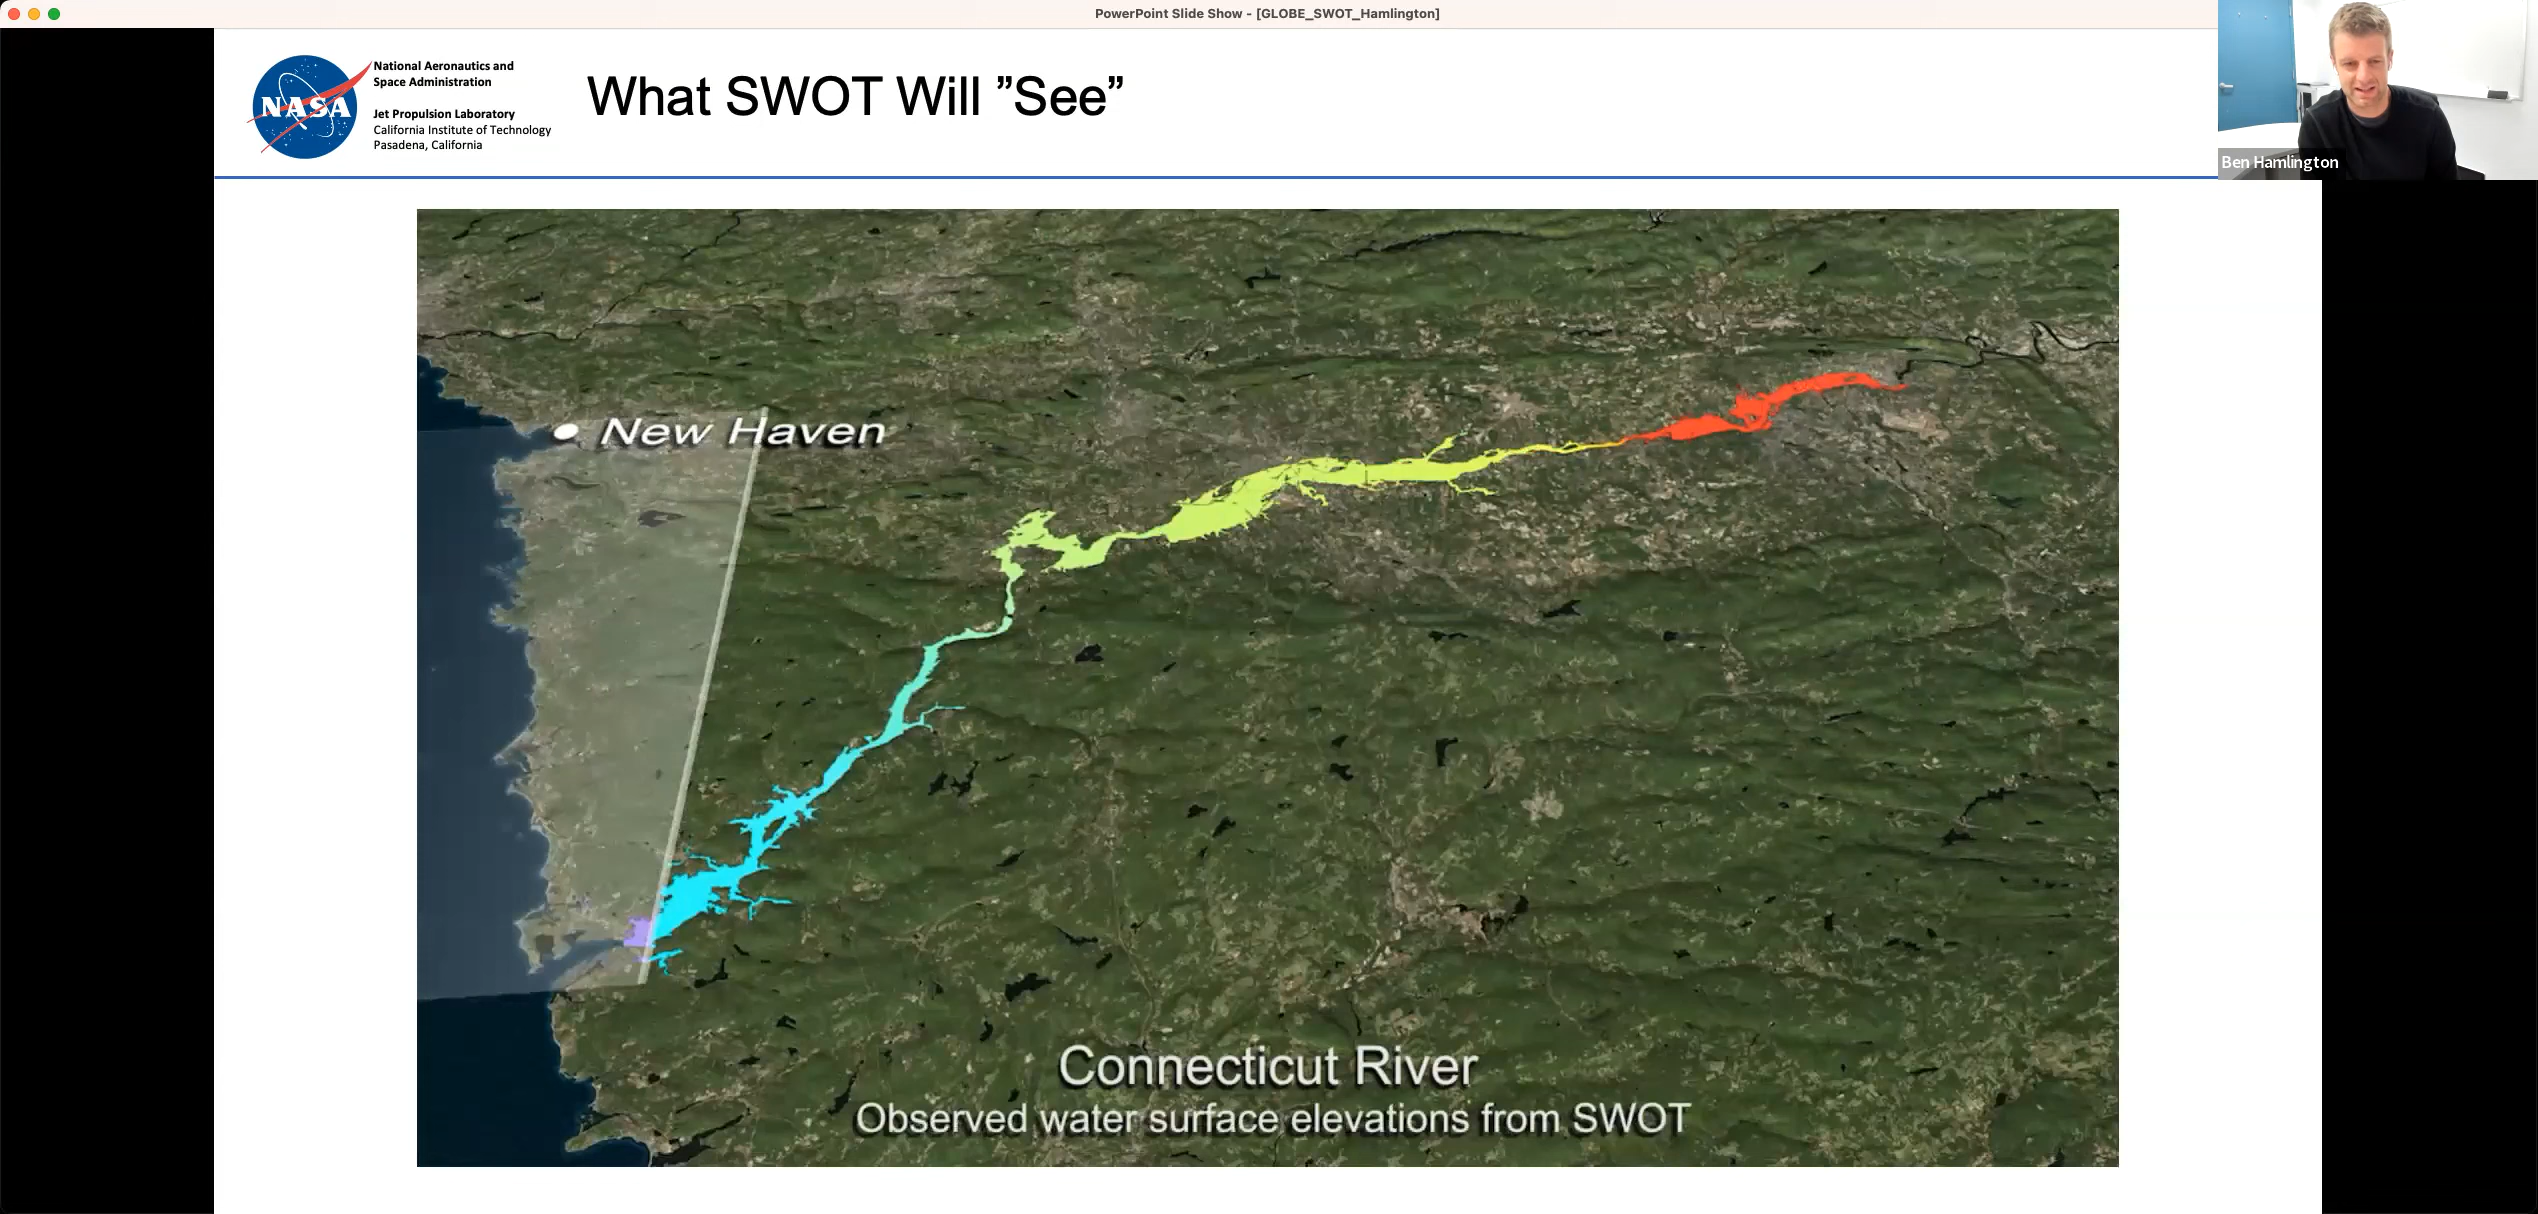 PowerPoint Slide Show - [GLOBE_SWOT_Hamlington]
NASA
National Aeronautics and
Space Administration
Jet Propulsion Laboratory
California Institute of Technology
Pasadena, California
What SWOT Will ”See”
Ben Hamlington
New Haven
Connecticut River
Observed water surface elevations from SWOT